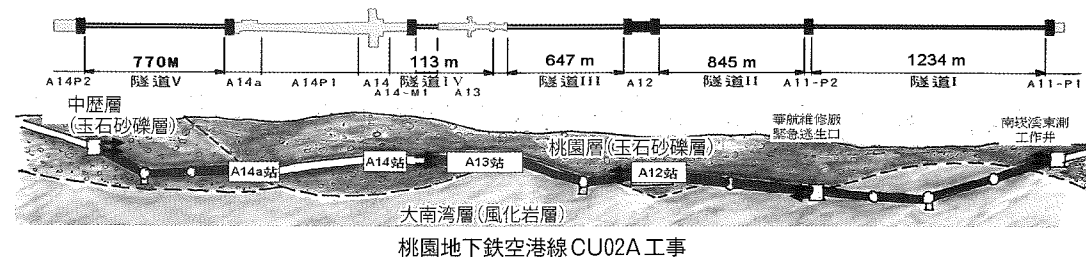 770M 113 m 647 m 845 m 1234 m
A14P2 隧道V A14a A14P1 A14 隧道IV 隧道III A12 隧道II A11-P2 隧道I A11-P1
A14-M1 A13
中歴層
(玉石砂礫層)
華航維修廠
緊急逃生口
南崁溪東測
工作井
桃園層(玉石砂礫層)
A14a站 A14站 A13站 A12站
大南湾層(風化岩層)
桃園地下鉄空港線CU02A工事